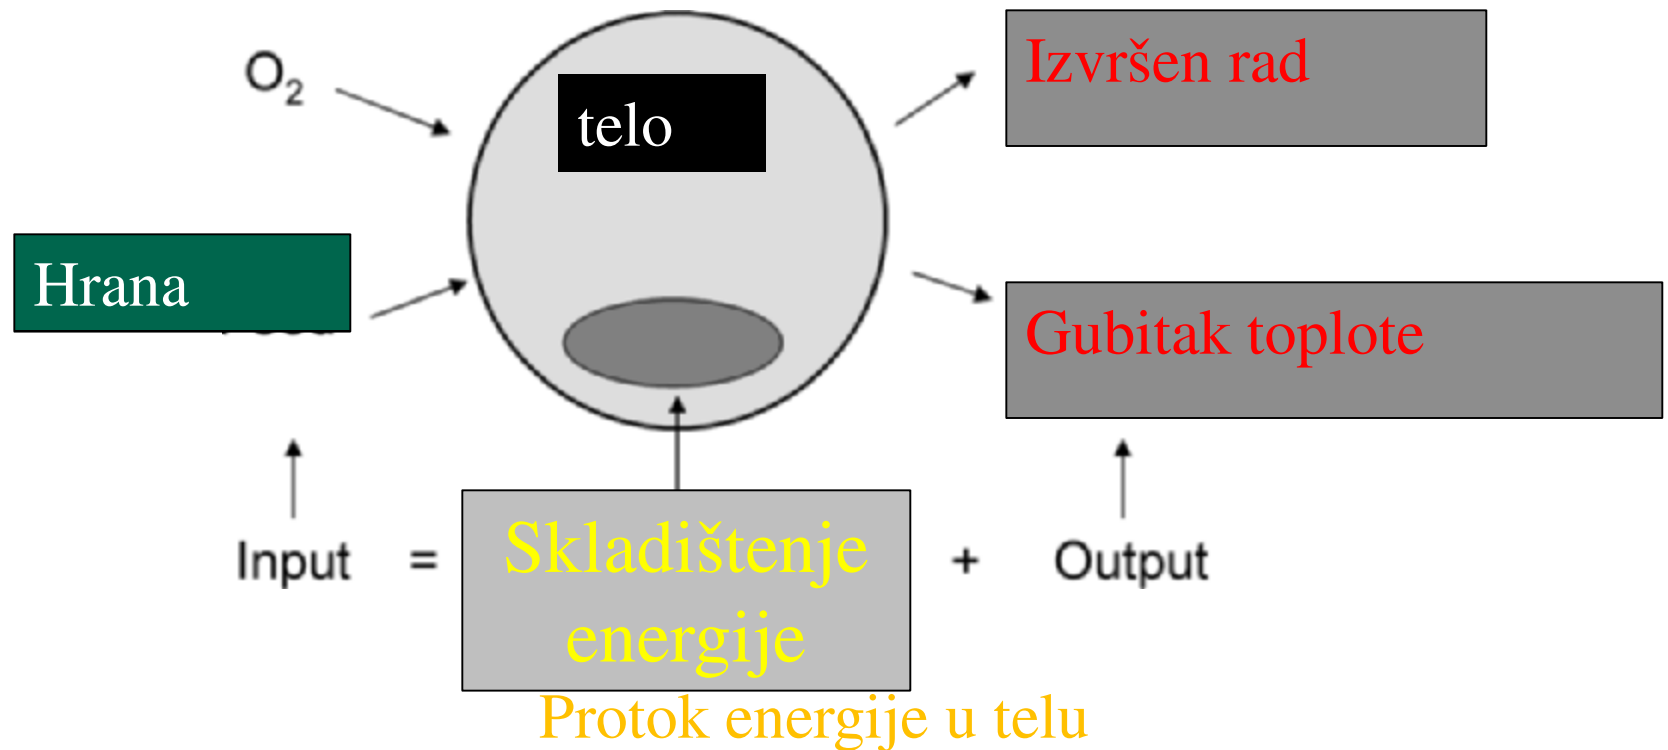 O₂
telo
Izvršen rad
Hrana
Gubitak toplote
Input = Skladištenje + Output
energije
Protok energije u telu